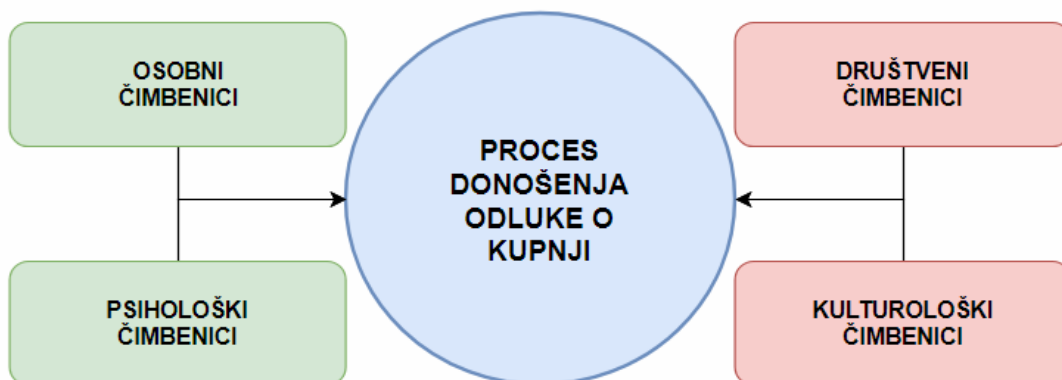 OSOBNI
ČIMBENICI
DRUŠTVENI
ČIMBENICI
PROCES
DONOŠENJA
ODLUKE O
KUPNJI
PSIHOLOŠKI
ČIMBENICI
KULTUROLOŠKI
ČIMBENICI